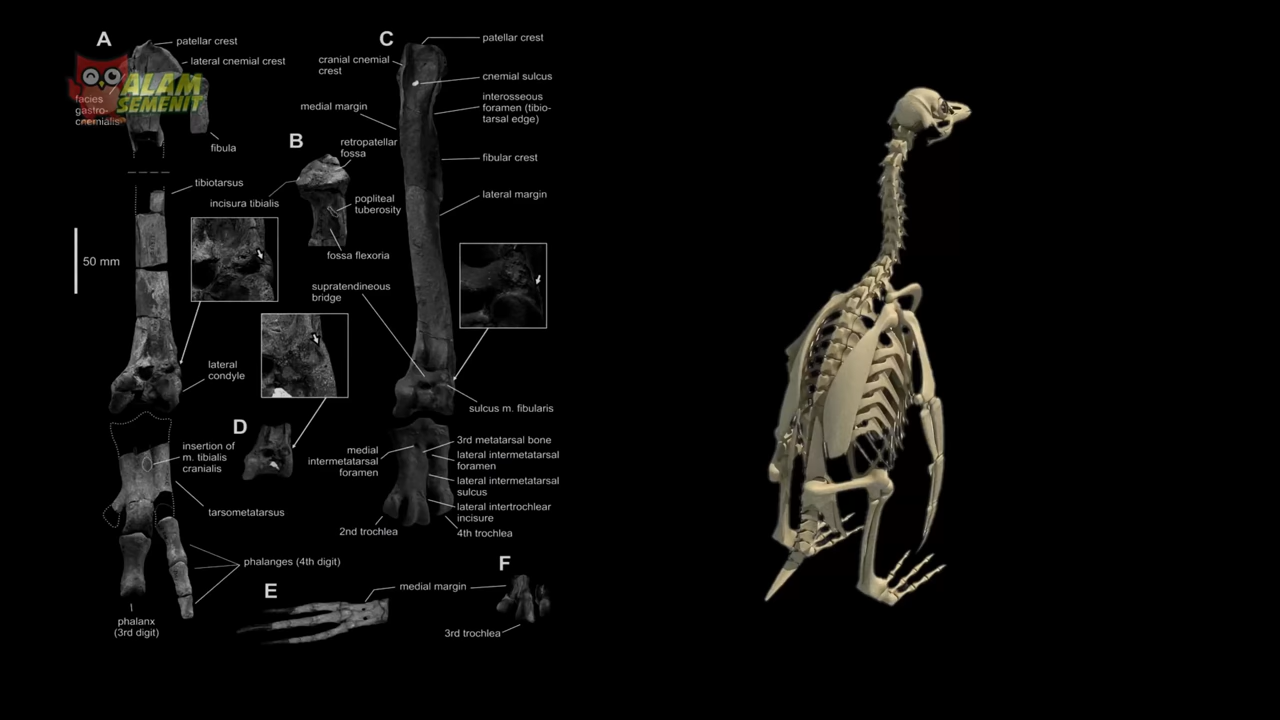 A
patellar crest
lateral cnemial crest
ALAM
SEMENIT
facies
gastro-
cnemialis
fibula
tibiotarsus
50 mm
lateral
condyle
insertion of
m. tibialis
cranialis
tarsometatarsus
phalanges (4th digit)
phalanx
(3rd digit)
B
retropatellar
fossa
incisura tibialis
popliteal
tuberosity
fossa flexoria
C
patellar crest
cranial cnemial
crest
cnemial sulcus
interosseous
foramen (tibio-
tarsal edge)
medial margin
fibular crest
lateral margin
supratendineous
bridge
sulcus m. fibularis
3rd metatarsal bone
medial
intermetatarsal
foramen
lateral intermetatarsal
foramen
lateral intermetatarsal
sulcus
lateral intertrochlear
incisure
2nd trochlea
4th trochlea
D
E
medial margin
F
3rd trochlea